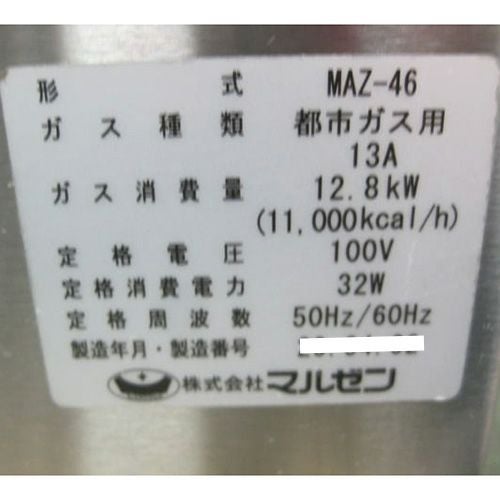 形式 MAZ-46
ガス種類 都市ガス用
13A
ガス消費量 12.8kW
(11,000kcal/h)
定格電圧 100V
定格消費電力 32W
定格周波数 50Hz/60Hz
製造年月・製造番号
株式会社マルゼン